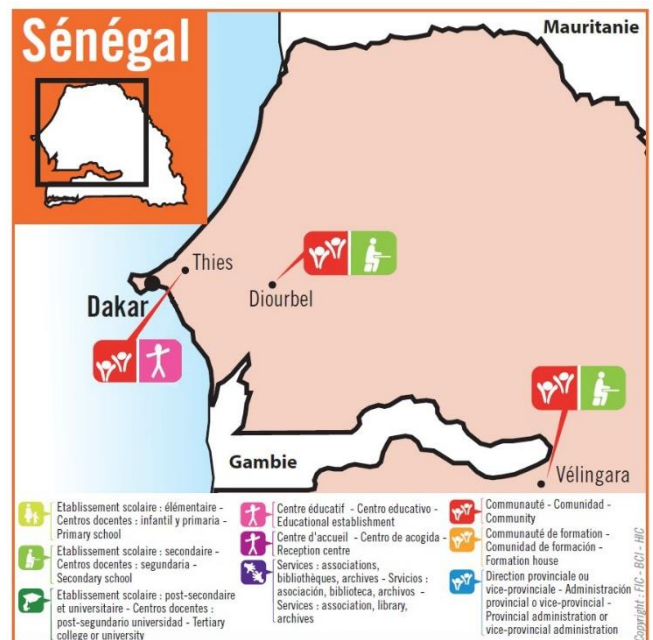 Sénégal
Mauritanie
Thies
Dakar
Diourbel
Gambie
Vélingara
Etablissement scolaire : élémentaire -
Centros docentes : infantil y primaria -
Primary school
Etablissement scolaire : secondaire -
Centros docentes : segundaria -
Secondary school
Etablissement scolaire : post-secondaire
et universitaire - Centros docentes :
post-segundario universidad - Tertiary
college or university
Centre éducatif - Centro educativo -
Educational establishment
Centre d'accueil - Centro de acogida -
Reception centre
Services : associations,
bibliothèques, archives - Srvicios :
asociación, biblioteca, archivos -
Services : association, library,
archives
Communauté - Comunidad -
Community
Communauté de formation -
Comunidad de formación -
Formation house
Direction provinciale ou
vice-provinciale - Administración
provincial o vice-provincial -
Provincial administration or
vice-provincial administration
Copyright : FIC - BCI - HIC